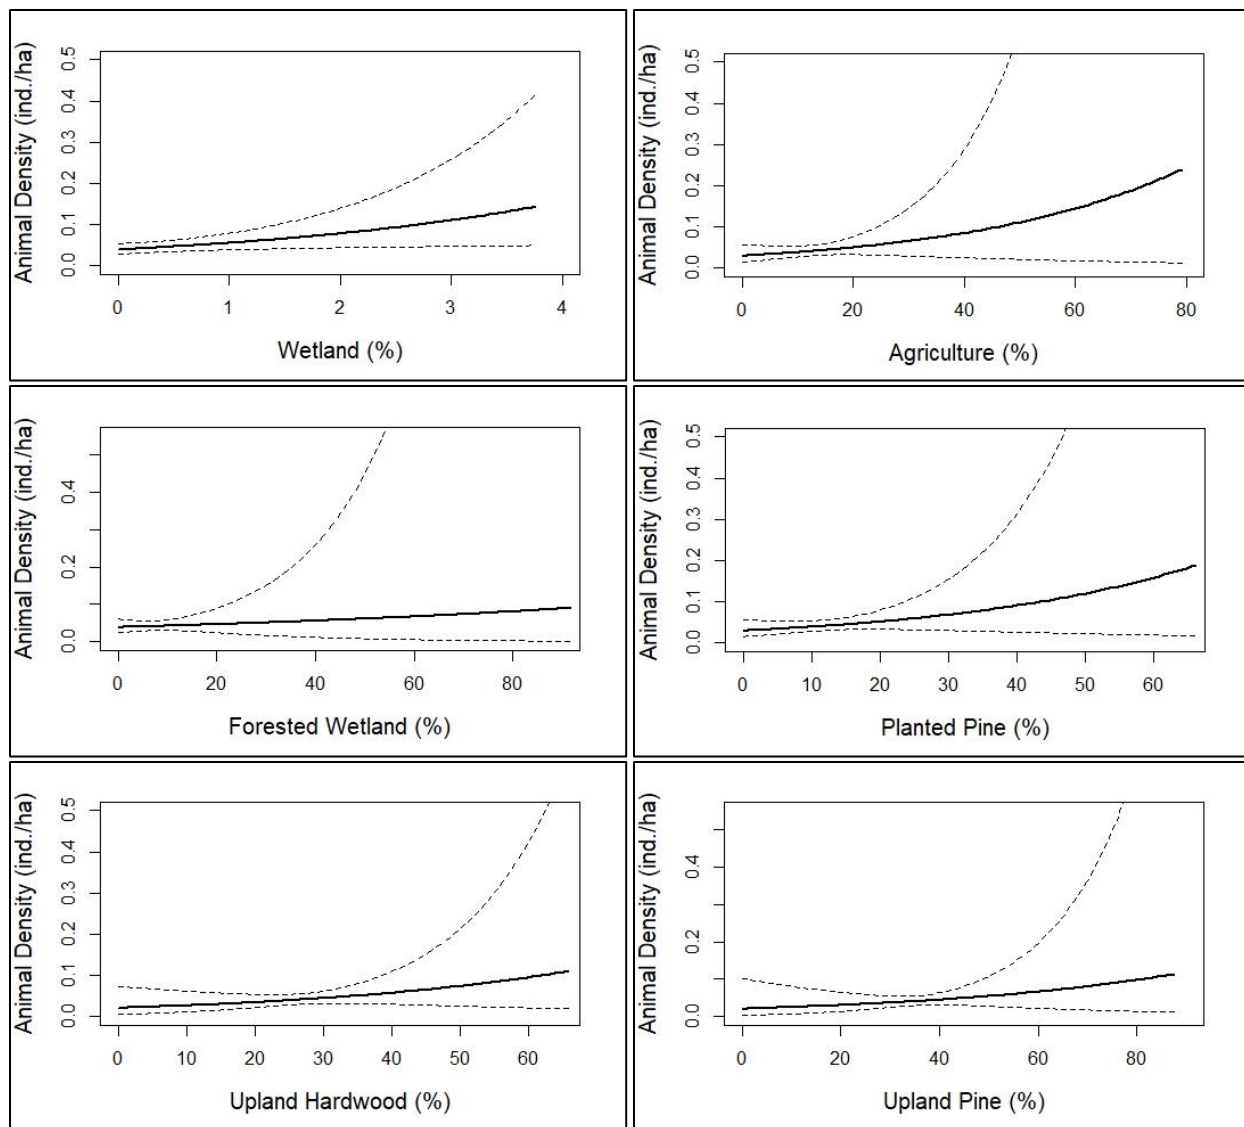 Animal Density (ind./ha)
0.5
0.4
0.3
0.2
0.1
0.0
0 1 2 3 4
Wetland (%)
Animal Density (ind./ha)
0.5
0.4
0.3
0.2
0.1
0.0
0 20 40 60 80
Agriculture (%)
Animal Density (ind./ha)
0.4
0.2
0.0
0 20 40 60 80
Forested Wetland (%)
Animal Density (ind./ha)
0.5
0.4
0.3
0.2
0.1
0.0
0 10 20 30 40 50 60
Planted Pine (%)
Animal Density (ind./ha)
0.5
0.4
0.3
0.2
0.1
0.0
0 10 20 30 40 50 60
Upland Hardwood (%)
Animal Density (ind./ha)
0.4
0.2
0.0
0 20 40 60 80
Upland Pine (%)